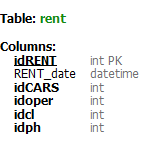 Table: rent
Columns:
idRENT int PK
RENT_date datetime
idCARS int
idoper int
idcl int
idph int